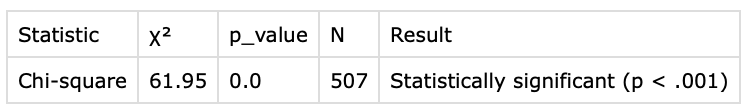 Statistic χ² p_value N Result
Chi-square 61.95 0.0 507 Statistically significant (p < .001)